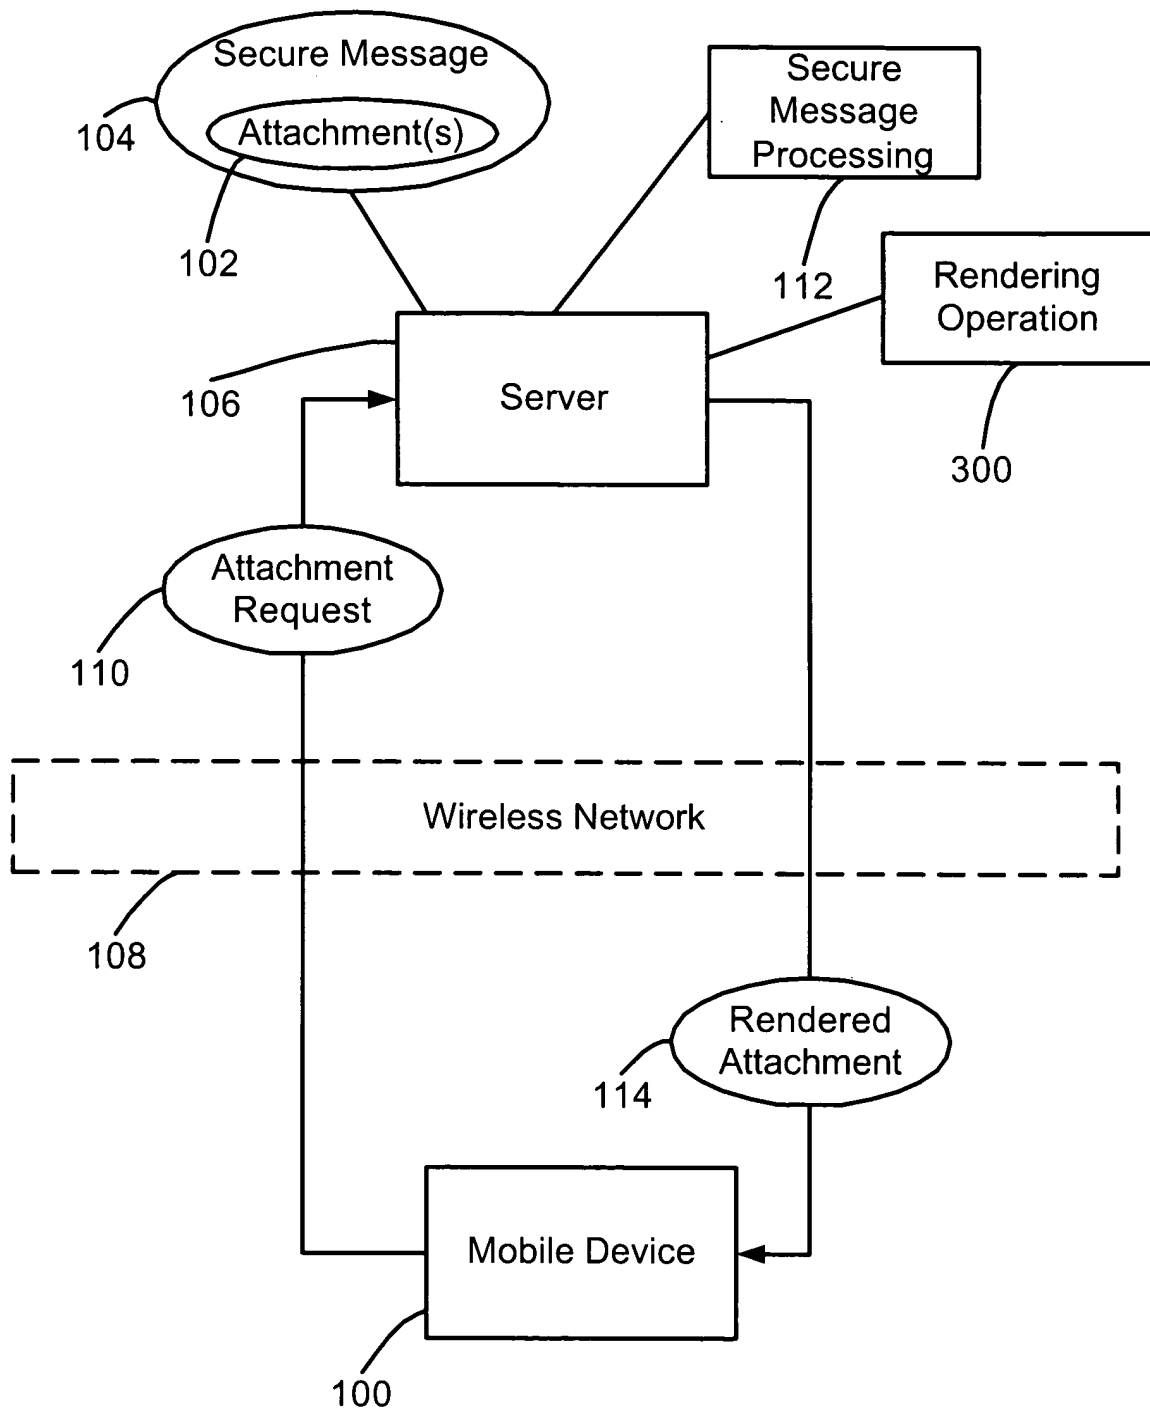 Secure Message
Attachment(s)
104
102
Secure
Message
Processing
112
Rendering
Operation
300
Server
106
Attachment
Request
110
Wireless Network
108
Rendered
Attachment
114
Mobile Device
100